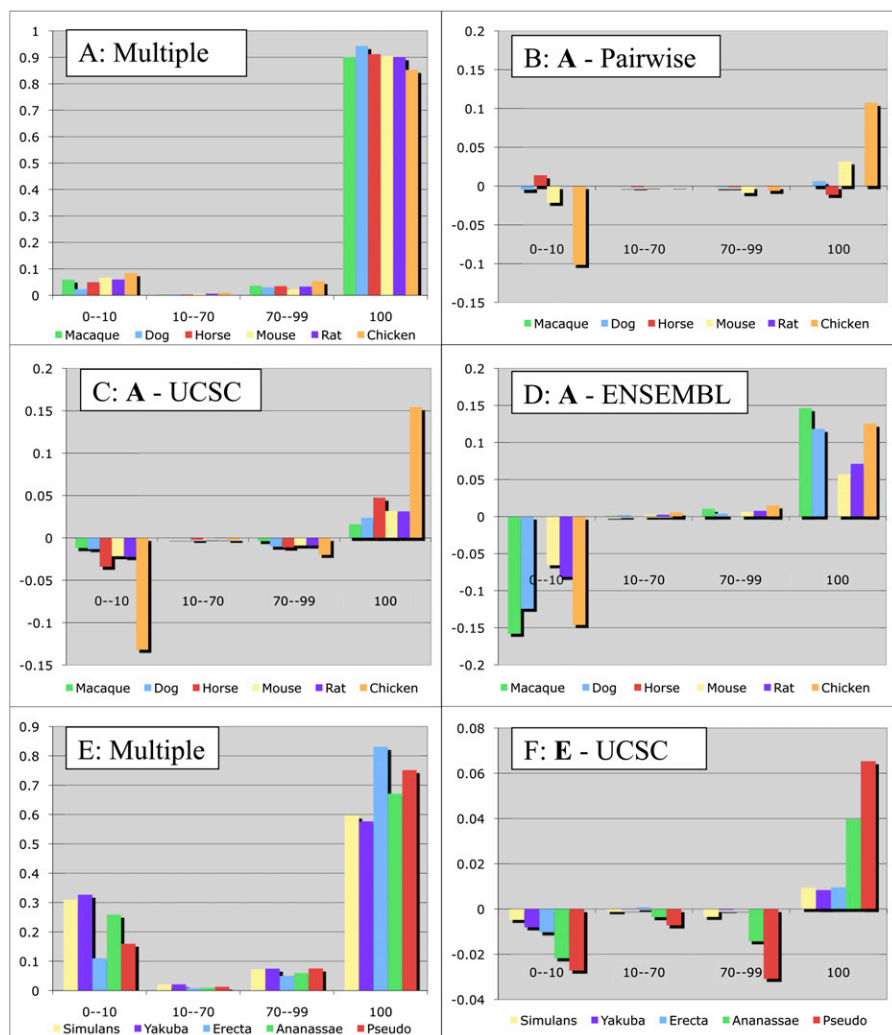 A: Multiple
1
0.9
0.8
0.7
0.6
0.5
0.4
0.3
0.2
0.1
0
0--10 10--70 70--99 100
Macaque Dog Horse Mouse Rat Chicken
B: A - Pairwise
0.2
0.15
0.1
0.05
0
-0.05
-0.1
-0.15
0--10 10--70 70--99 100
Macaque Dog Horse Mouse Rat Chicken
C: A - UCSC
0.2
0.15
0.1
0.05
0
-0.05
-0.1
-0.15
0--10 10--70 70--99 100
Macaque Dog Horse Mouse Rat Chicken
D: A - ENSEMBL
0.2
0.15
0.1
0.05
0
-0.05
-0.1
-0.15
-0.2
0--10 10--70 70--99 100
Macaque Dog Horse Mouse Rat Chicken
E: Multiple
0.9
0.8
0.7
0.6
0.5
0.4
0.3
0.2
0.1
0
0--10 10--70 70--99 100
Simulans Yakuba Erecta Ananassae Pseudo
F: E - UCSC
0.08
0.06
0.04
0.02
0
-0.02
-0.04
0--10 10--70 70--99 100
Simulans Yakuba Erecta Ananassae Pseudo